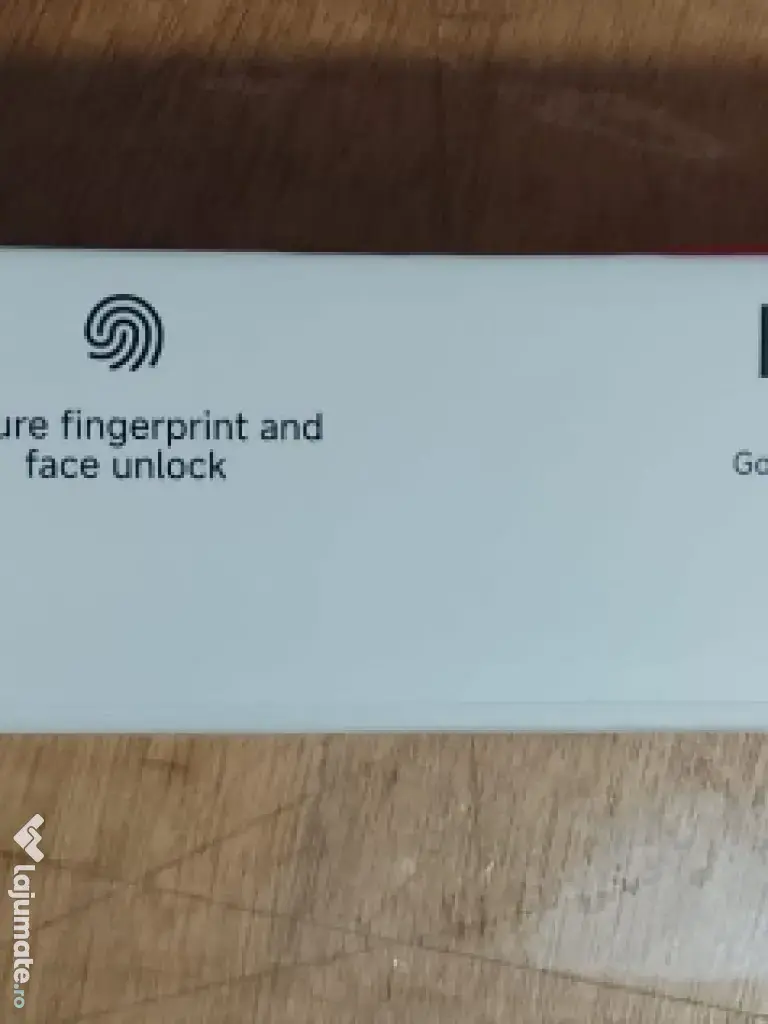 ure fingerprint and
face unlock
Go
lajumate.ro